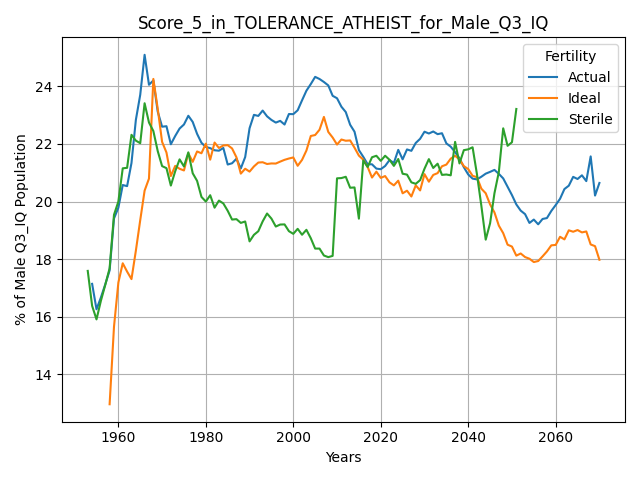 Score_5_in_TOLERANCE_ATHEIST_for_Male_Q3_IQ
Fertility
Actual
Ideal
Sterile
% of Male Q3_IQ Population
24
22
20
18
16
14
1960
1980
2000
2020
2040
2060
Years